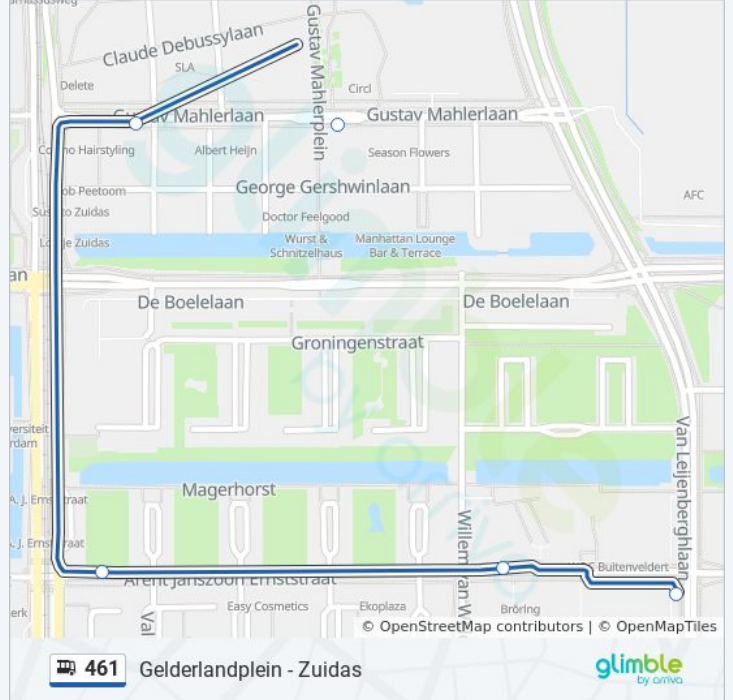 Claude Debussylaan
Gustav Mahlerplein
SLA
Delete
Circl
Gustav Mahlerlaan
Albert Heijn
Season Flowers
George Gershwinlaan
AFC
Doctor Feelgood
Wurst &
Schnitzelhaus
Manhattan Lounge
Bar & Terrace
De Boelelaan
De Boelelaan
Groningenstraat
Van Leijenberghlaan
Magerhorst
A. J. Ernststraat
Buitenveldert
Arent Janszoon Ernststraat
Easy Cosmetics
Ekoplaza
Bröring
© OpenStreetMap contributors | © OpenMapTiles
461 Gelderlandplein - Zuidas
glimble
by arriva